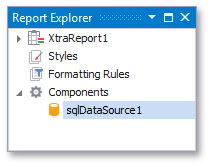 Report Explorer
XtraReport1
Styles
Formatting Rules
Components
sqlDataSource1